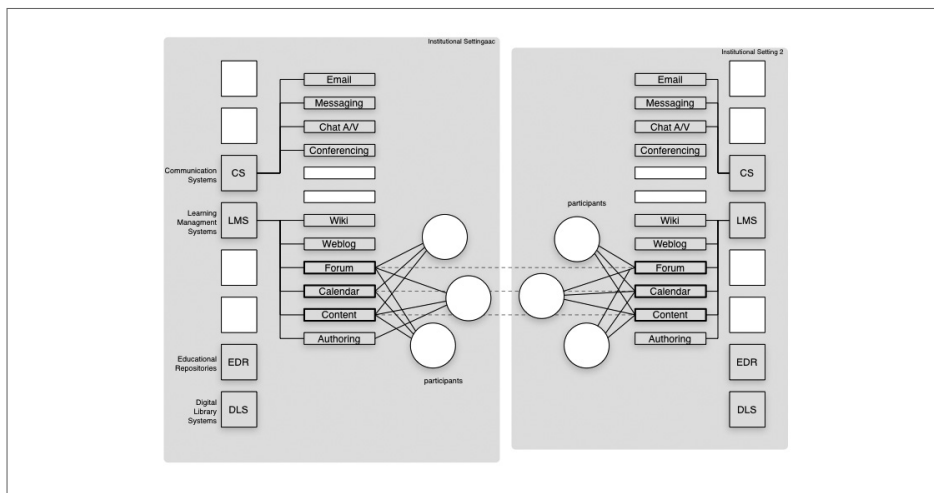 Institutional Settingaac
Email
Messaging
Chat A/V
Conferencing
Communication
Systems
CS
Learning
Managment
Systems
LMS
Wiki
Weblog
Forum
Calendar
Content
Authoring
participants
Educational
Repositories
EDR
Digital
Library
Systems
DLS
Institutional Setting 2
Email
Messaging
Chat A/V
Conferencing
CS
participants
Wiki
LMS
Weblog
Forum
Calendar
Content
Authoring
EDR
DLS